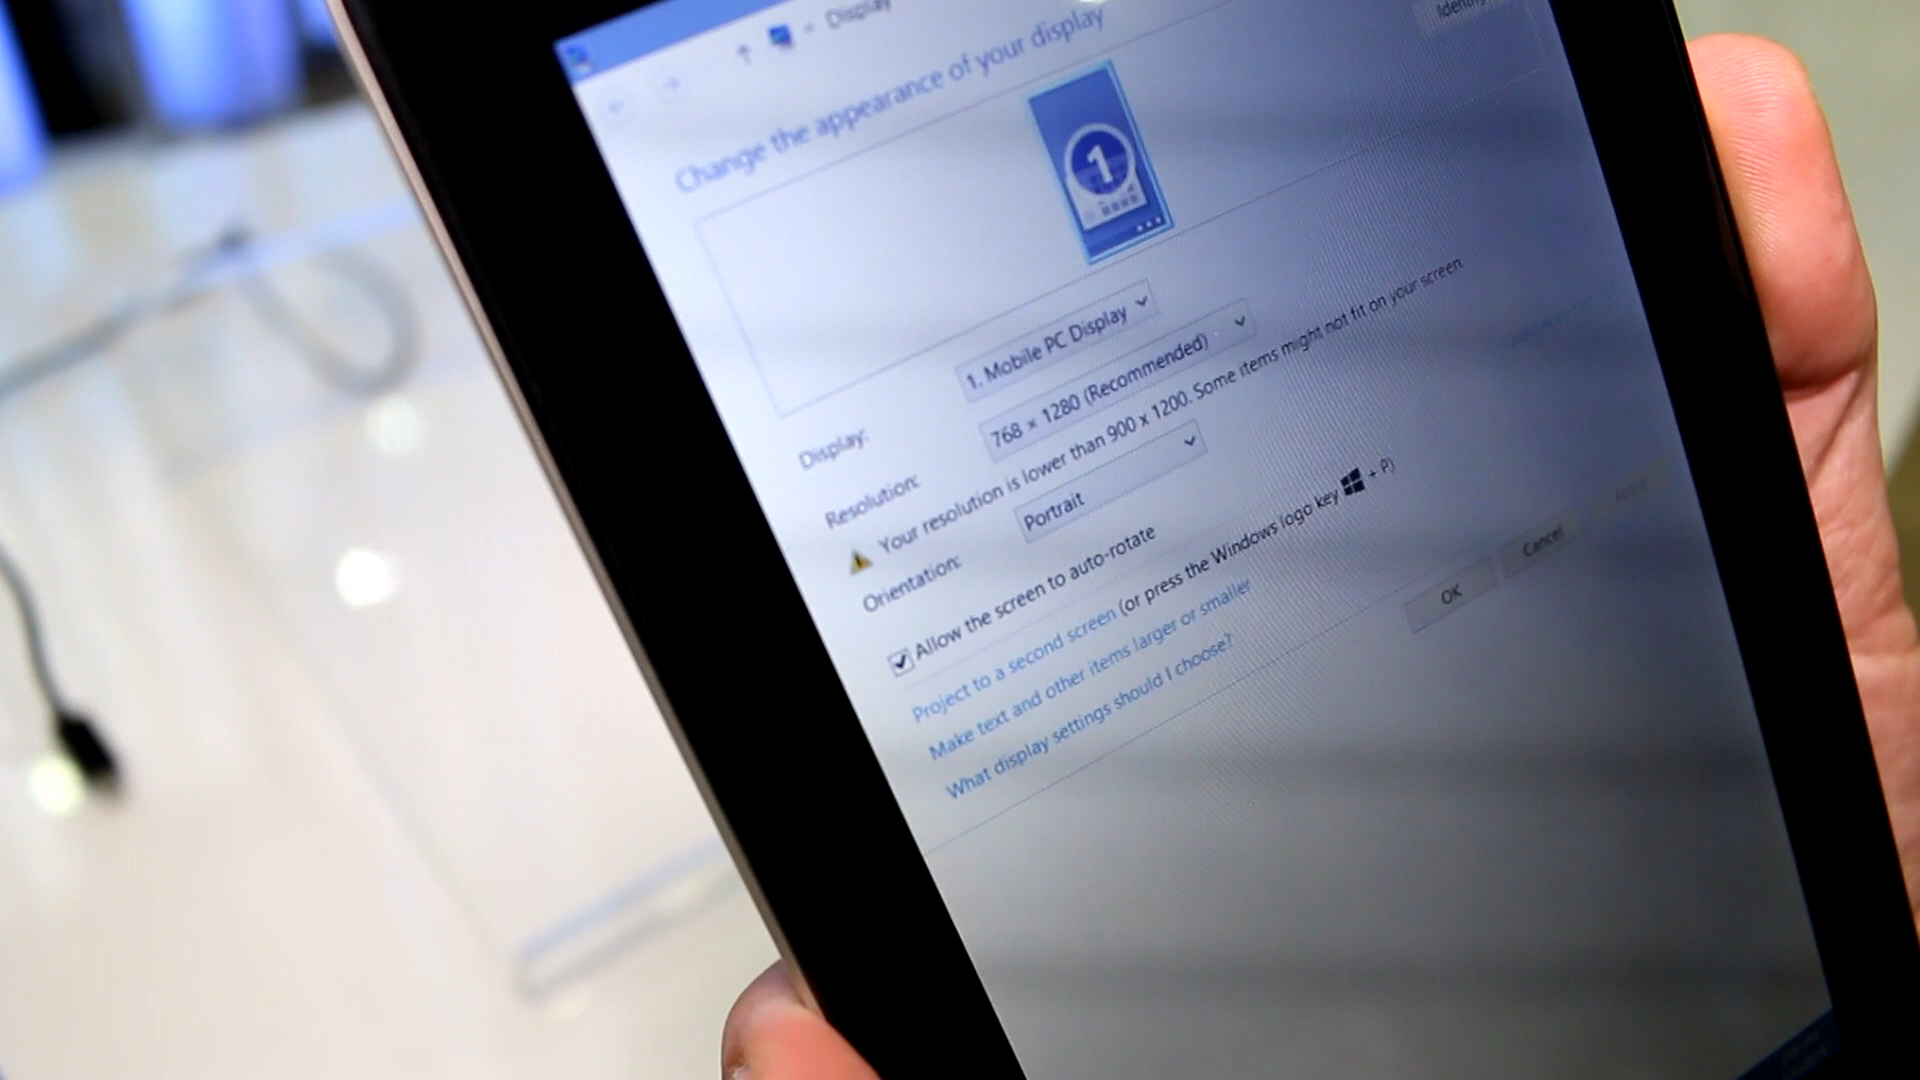 Display
Change the appearance of your display
Identify
1
Display: 1. Mobile PC Display
Resolution: 768 × 1280 (Recommended)
Your resolution is lower than 900 x 1200. Some items might not fit on your screen.
Orientation: Portrait
Allow the screen to auto-rotate
Project to a second screen (or press the Windows logo key + P)
Make text and other items larger or smaller
What display settings should I choose?
OK Cancel Apply